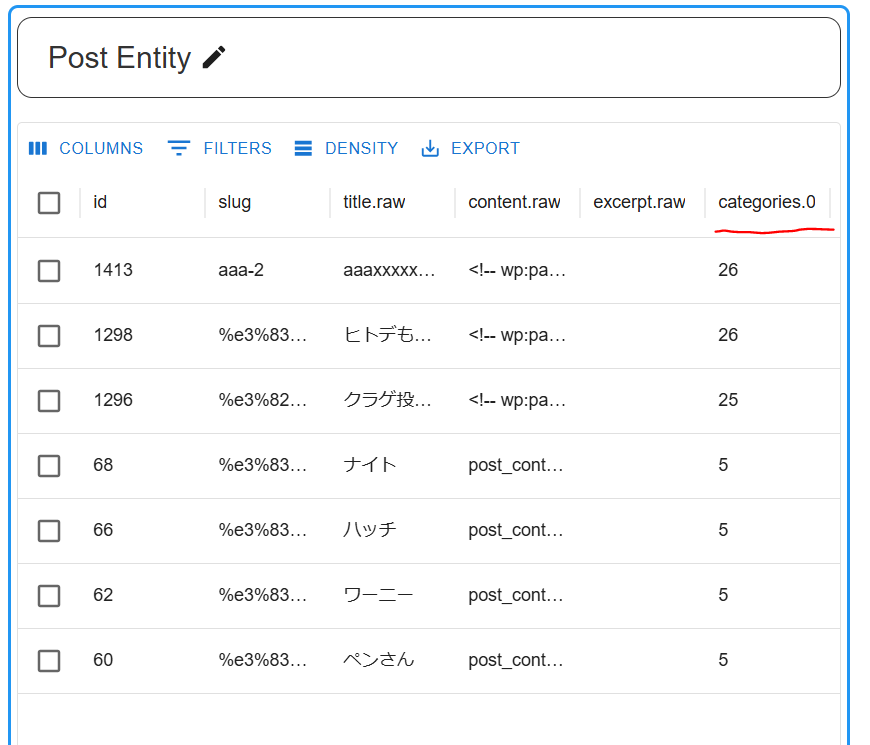 Post Entity
COLUMNS FILTERS DENSITY EXPORT
id slug title.raw content.raw excerpt.raw categories.0
1413 aaa-2 aaaxxxxx… <!-- wp:pa… 26
1298 %e3%83… ヒトデも… <!-- wp:pa… 26
1296 %e3%82… クラゲ投… <!-- wp:pa… 25
68 %e3%83… ナイト post_cont… 5
66 %e3%83… ハッチ post_cont… 5
62 %e3%83… ワーニー post_cont… 5
60 %e3%83… ペンさん post_cont… 5